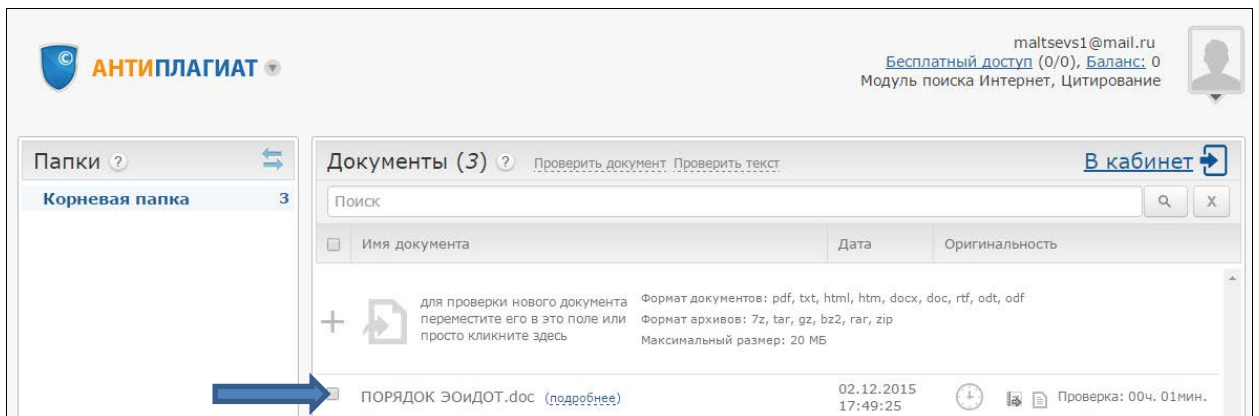 maltsevs1@mail.ru
© АНТИПЛАГИАТ
Бесплатный доступ (0/0), Баланс: 0
Модуль поиска Интернет, Цитирование
Папки ?
Корневая папка 3
Документы (3) ? Проверить документ Проверить текст В кабинет
Поиск X
Имя документа Дата Оригинальность
для проверки нового документа
переместите его в это поле или
просто кликните здесь
Формат документов: pdf, txt, html, htm, docx, doc, rtf, odt, odf
Формат архивов: 7z, tar, gz, bz2, rar, zip
Максимальный размер: 20 МБ
ПОРЯДОК ЭОиДОТ.doc (подробнее)
02.12.2015
17:49:25
Проверка: 00ч. 01мин.